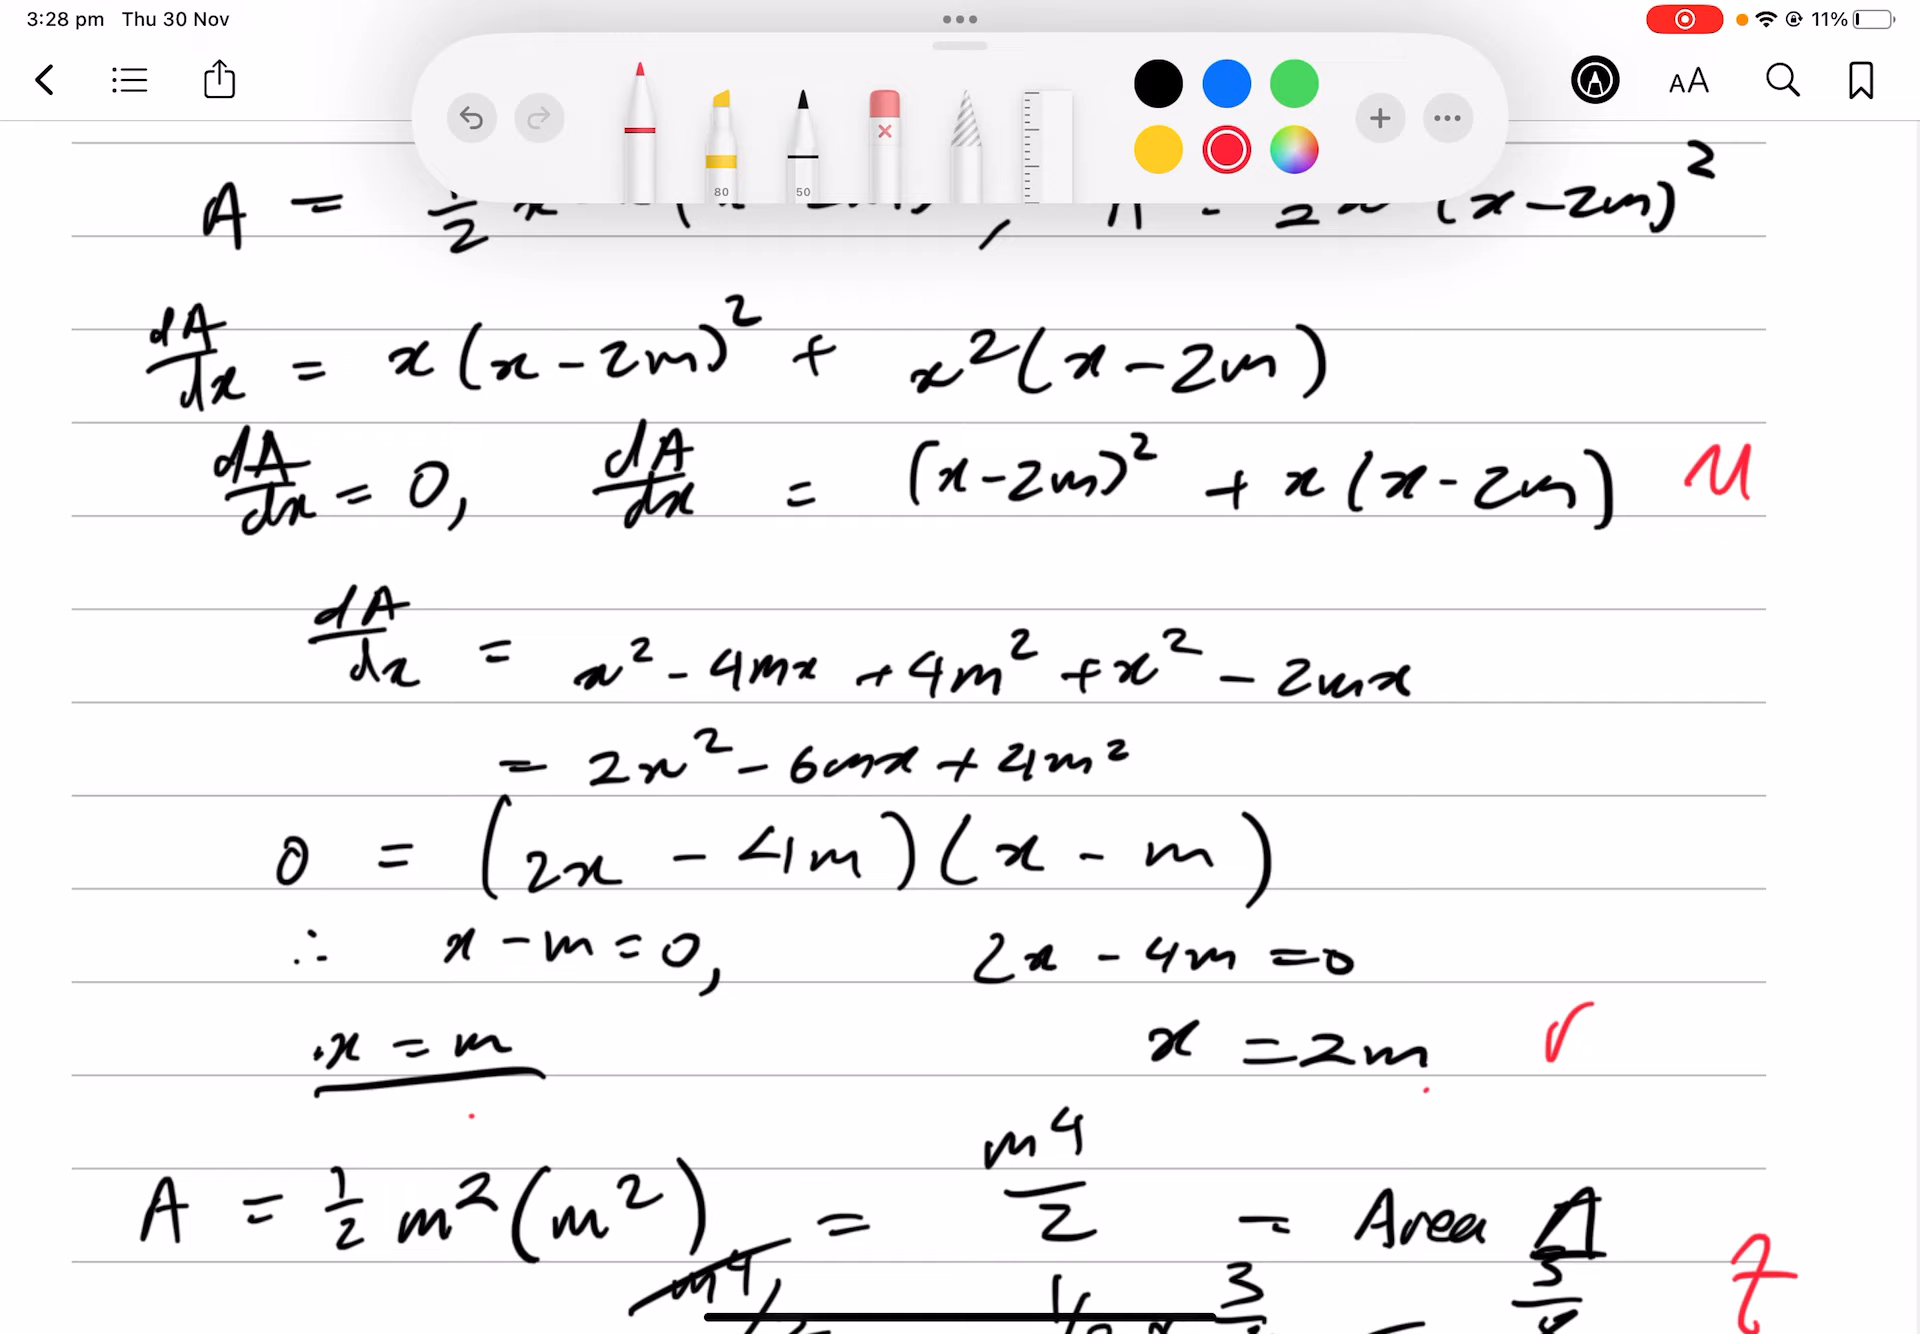 3:28 pm Thu 30 Nov 11%
AA
80 50
A = 1/2 (x-2m)²
dA/dx = x(x-2m)² + x²(x-2m)
dA/dx = 0, dA/dx = (x-2m)² + x(x-2m) M
dA/dx = x² - 4mx + 4m² + x² - 2mx
= 2x² - 6mx + 4m²
0 = (2x - 4m)(x - m)
∴ x - m = 0, 2x - 4m = 0
x = m x = 2m
A = 1/2 m²(m²) = m⁴/2 = Area A
m⁴/